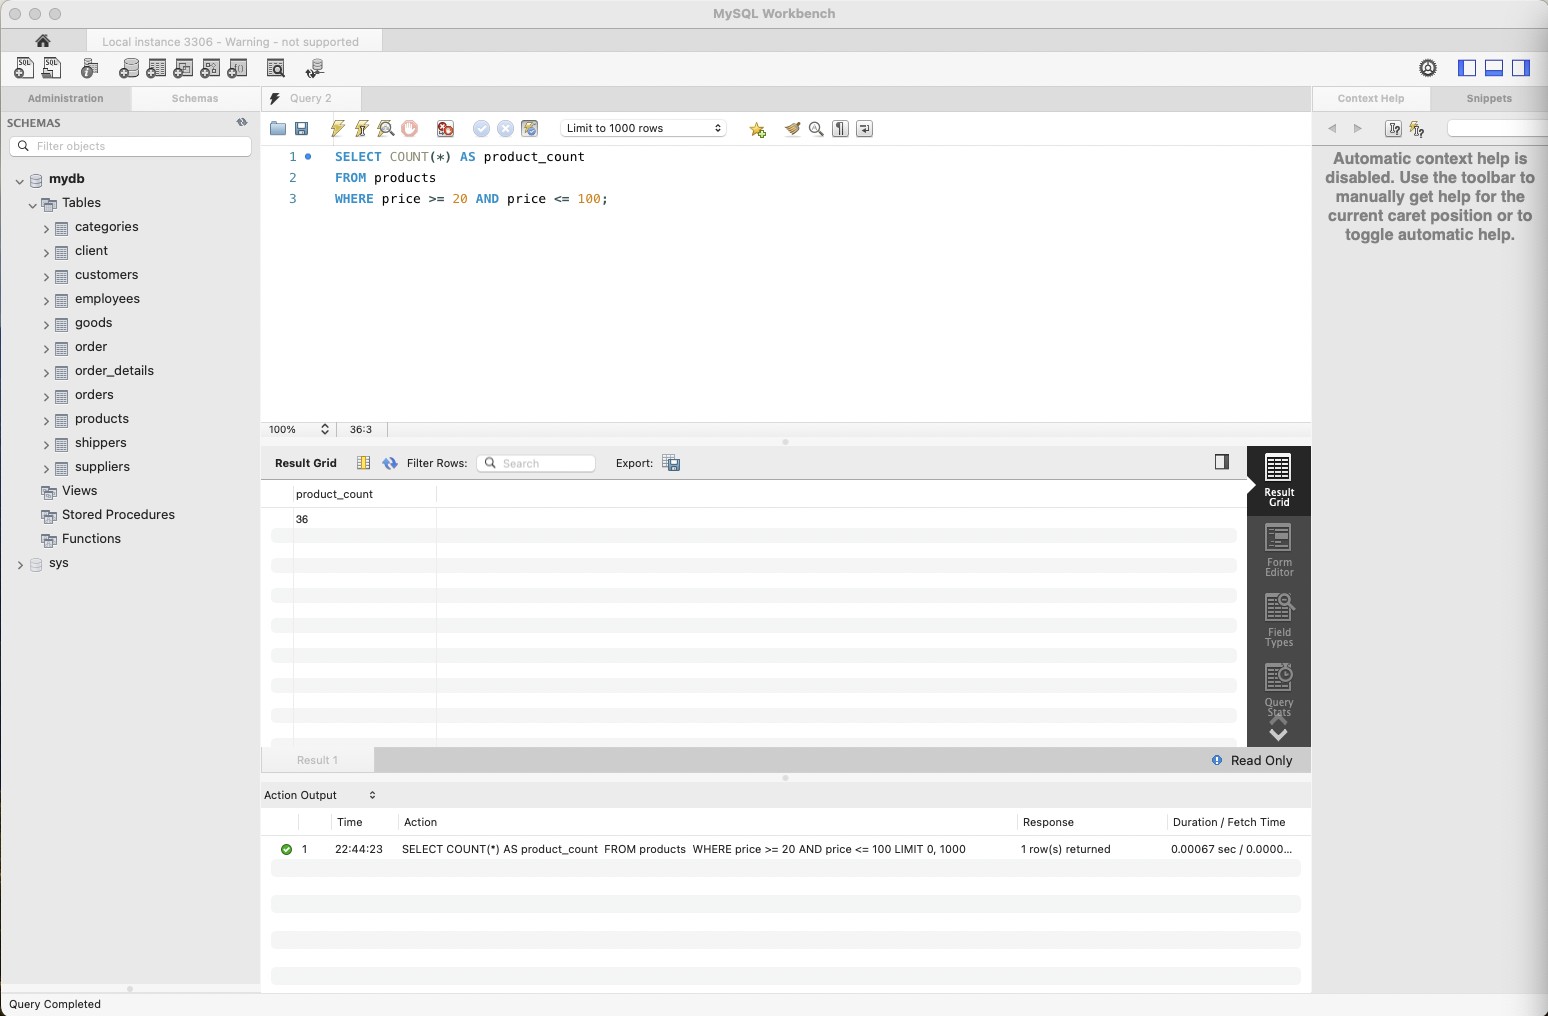 MySQL Workbench
Local instance 3306 - Warning - not supported
SQL
SQL
Administration
Schemas
Query 2
Context Help
Snippets
SCHEMAS
Filter objects
Limit to 1000 rows
mydb
Tables
categories
client
customers
employees
goods
order
order_details
orders
products
shippers
suppliers
Views
Stored Procedures
Functions
sys
1 SELECT COUNT(*) AS product_count
2 FROM products
3 WHERE price >= 20 AND price <= 100;
Automatic context help is
disabled. Use the toolbar to
manually get help for the
current caret position or to
toggle automatic help.
100%
36:3
Result Grid
Filter Rows:
Search
Export:
product_count
36
Result
Grid
Form
Editor
Field
Types
Query
Stats
Result 1
Read Only
Action Output
Time Action Response Duration / Fetch Time
1 22:44:23 SELECT COUNT(*) AS product_count FROM products WHERE price >= 20 AND price <= 100 LIMIT 0, 1000 1 row(s) returned 0.00067 sec / 0.0000...
Query Completed